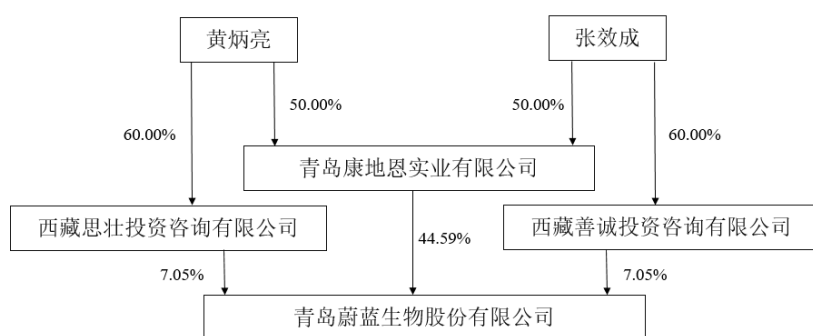 黄炳亮
张效成
50.00%
50.00%
60.00%
60.00%
青岛康地恩实业有限公司
西藏思壮投资咨询有限公司
西藏善诚投资咨询有限公司
44.59%
7.05%
7.05%
青岛蔚蓝生物股份有限公司